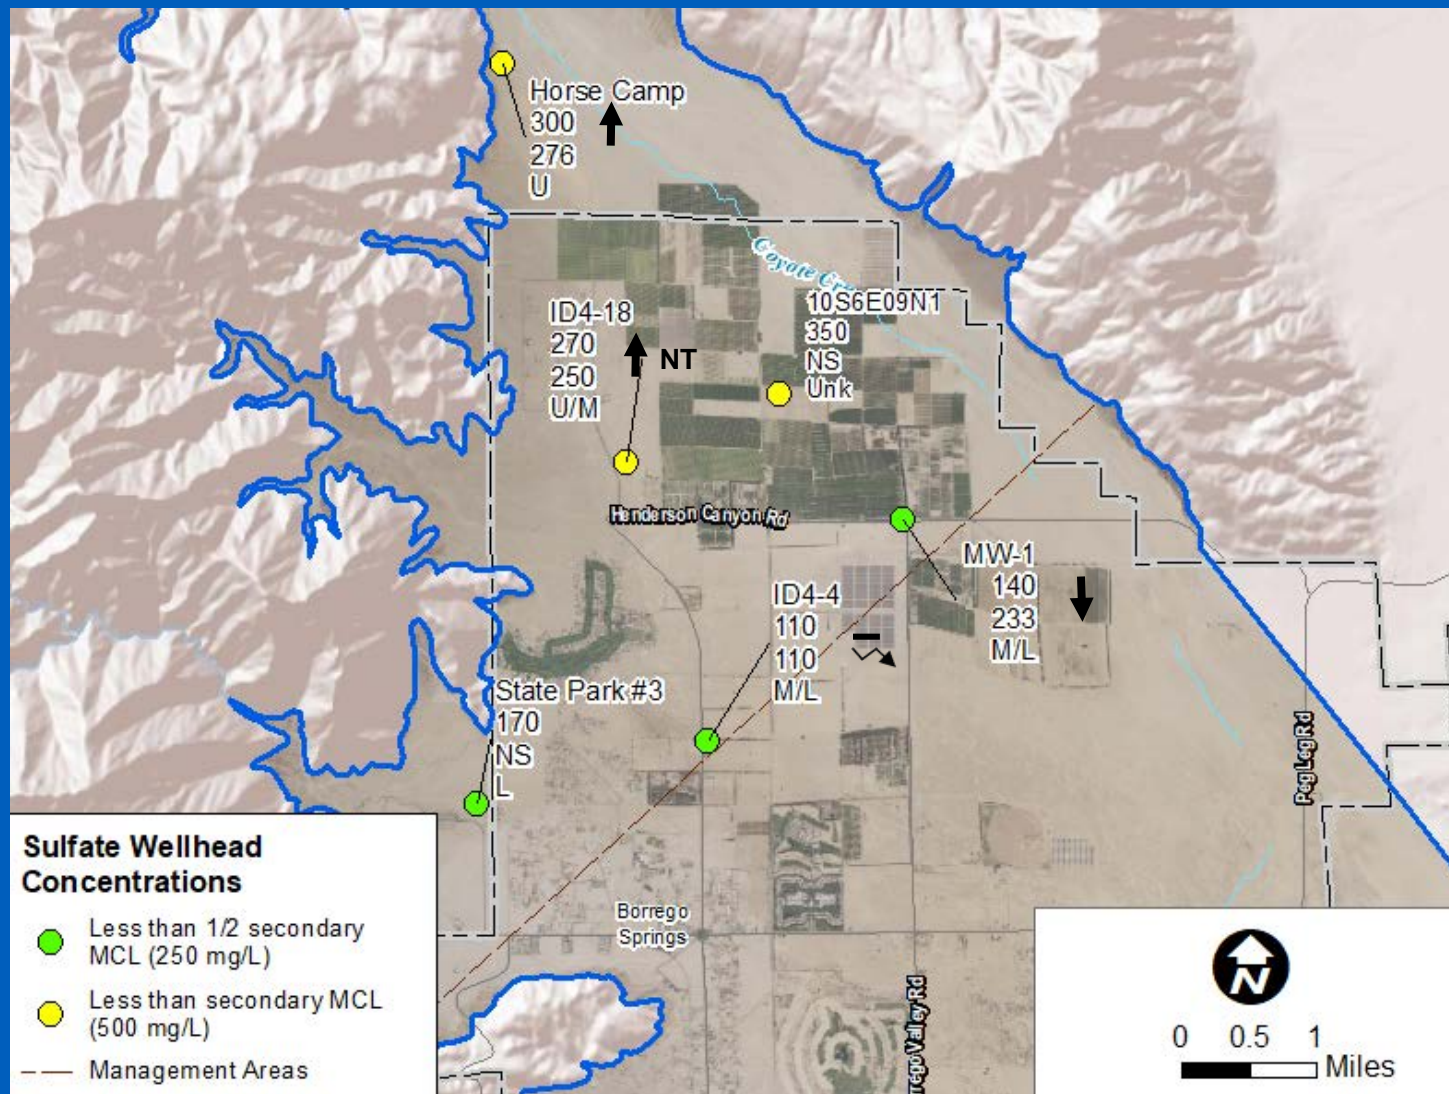 Horse Camp
300
276
U
Coyote Cre
ID4-18
270
250
U/M
NT
10S6E09N1
350
NS
Unk
Henderson Canyon Rd
MW-1
140
233
M/L
ID4-4
110
110
M/L
State Park #3
170
NS
L
Peg Leg Rd
Borrego
Springs
rrego Valley Rd
Sulfate Wellhead
Concentrations
Less than 1/2 secondary
MCL (250 mg/L)
Less than secondary MCL
(500 mg/L)
Management Areas
N
0 0.5 1
Miles